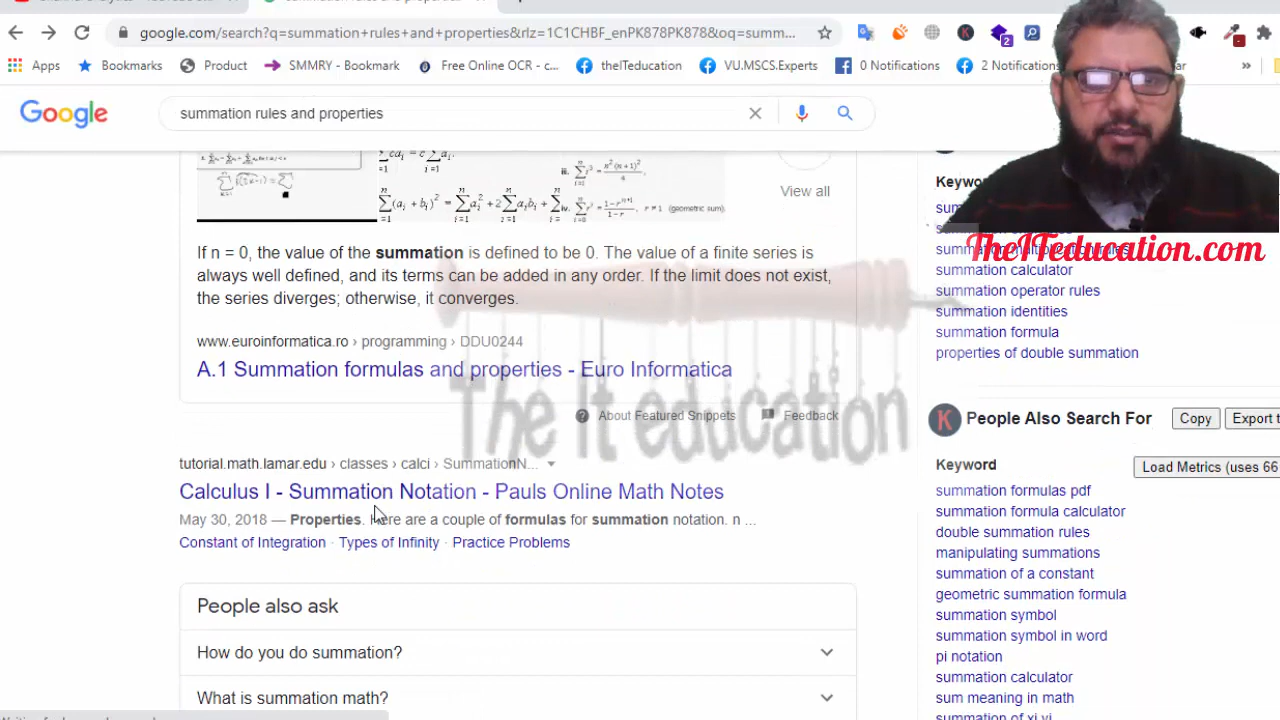 google.com/search?q=summation+rules+and+properties&rlz=1C1CHBF_enPK878PK878&oq=summ...
2
Apps Bookmarks Product SMMRY - Bookmark Free Online OCR - c... theITeducation VU.MSCS.Experts 0 Notifications 2 Notifications »
Google
summation rules and properties
View all
If n = 0, the value of the summation is defined to be 0. The value of a finite series is
always well defined, and its terms can be added in any order. If the limit does not exist,
the series diverges; otherwise, it converges.
www.euroinformatica.ro › programming › DDU0244
A.1 Summation formulas and properties - Euro Informatica
About Featured Snippets Feedback
tutorial.math.lamar.edu › classes › calci › SummationN...
Calculus I - Summation Notation - Pauls Online Math Notes
May 30, 2018 — Properties. Here are a couple of formulas for summation notation. n ...
Constant of Integration · Types of Infinity · Practice Problems
People also ask
How do you do summation?
What is summation math?
TheITeducation.com
The It education
summation calculator
summation operator rules
summation identities
summation formula
properties of double summation
People Also Search For Copy Export t
Keyword Load Metrics (uses 66
summation formulas pdf
summation formula calculator
double summation rules
manipulating summations
summation of a constant
geometric summation formula
summation symbol
summation symbol in word
pi notation
summation calculator
sum meaning in math
summation of xi yi